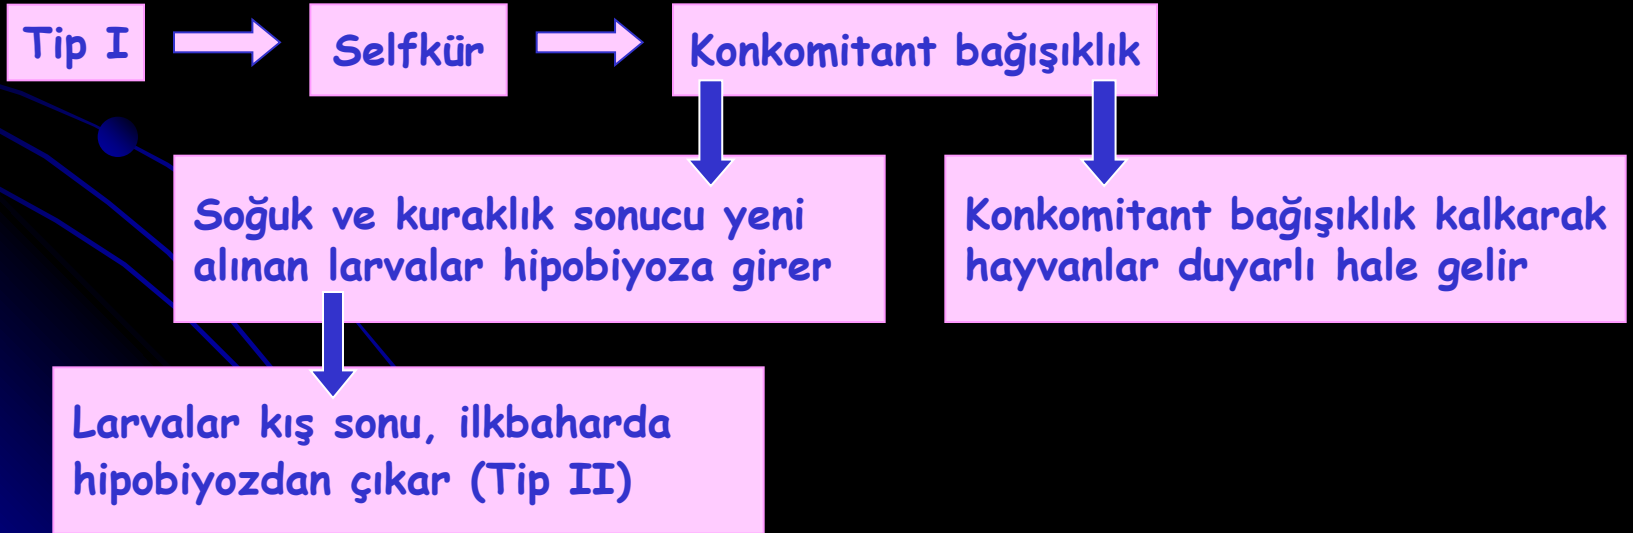 Tip I
Selfkür
Konkomitant bağışıklık
Soğuk ve kuraklık sonucu yeni
alınan larvalar hipobiyoza girer
Konkomitant bağışıklık kalkarak
hayvanlar duyarlı hale gelir
Larvalar kış sonu, ilkbaharda
hipobiyozdan çıkar (Tip II)